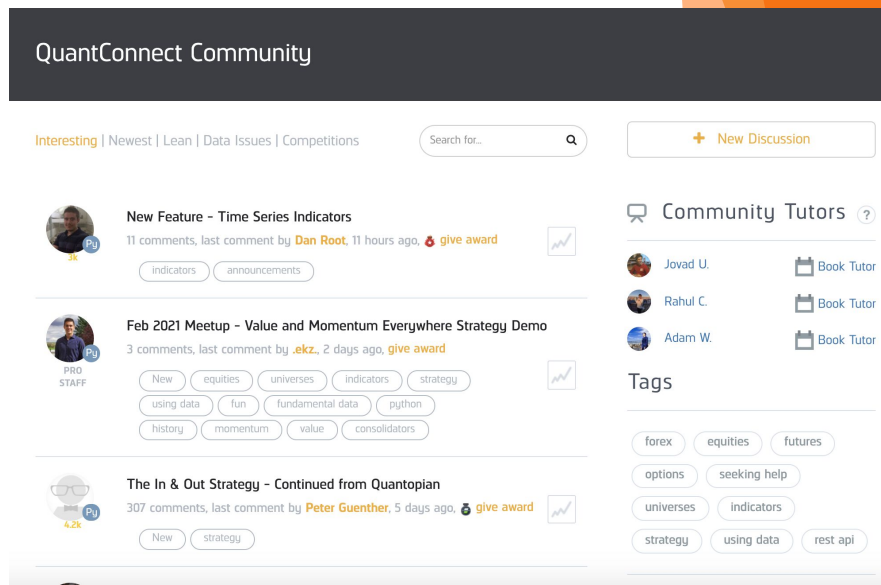 QuantConnect Community
Interesting | Newest | Lean | Data Issues | Competitions
Search for...
+ New Discussion
New Feature - Time Series Indicators
11 comments, last comment by Dan Root, 11 hours ago, give award
Py
3k
indicators announcements
Feb 2021 Meetup - Value and Momentum Everywhere Strategy Demo
3 comments, last comment by .ekz., 2 days ago, give award
Py
PRO
STAFF
New equities universes indicators strategy
using data fun fundamental data python
history momentum value consolidators
The In & Out Strategy - Continued from Quantopian
307 comments, last comment by Peter Guenther, 5 days ago, give award
Py
4.2k
New strategy
Community Tutors ?
Jovad U. Book Tutor
Rahul C. Book Tutor
Adam W. Book Tutor
Tags
forex equities futures
options seeking help
universes indicators
strategy using data rest api